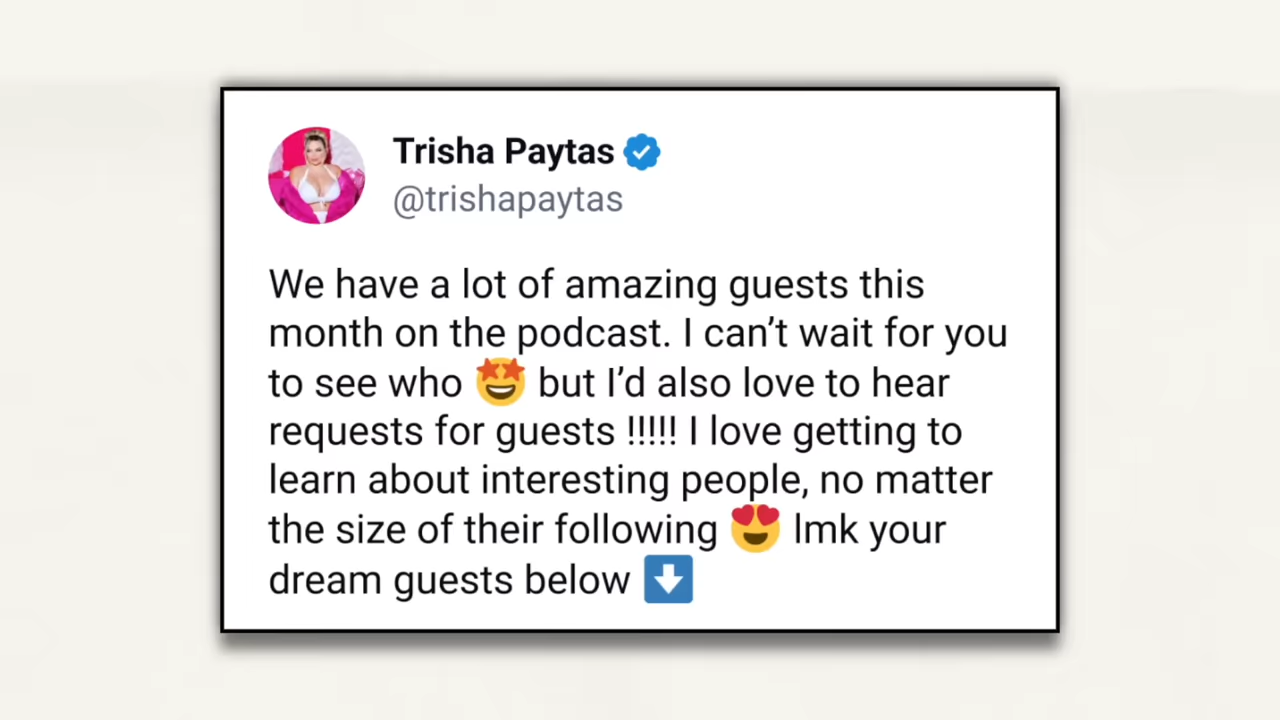 Trisha Paytas
@trishapaytas
We have a lot of amazing guests this
month on the podcast. I can’t wait for you
to see who 🤩 but I’d also love to hear
requests for guests !!!!! I love getting to
learn about interesting people, no matter
the size of their following 😍 lmk your
dream guests below ⬇️